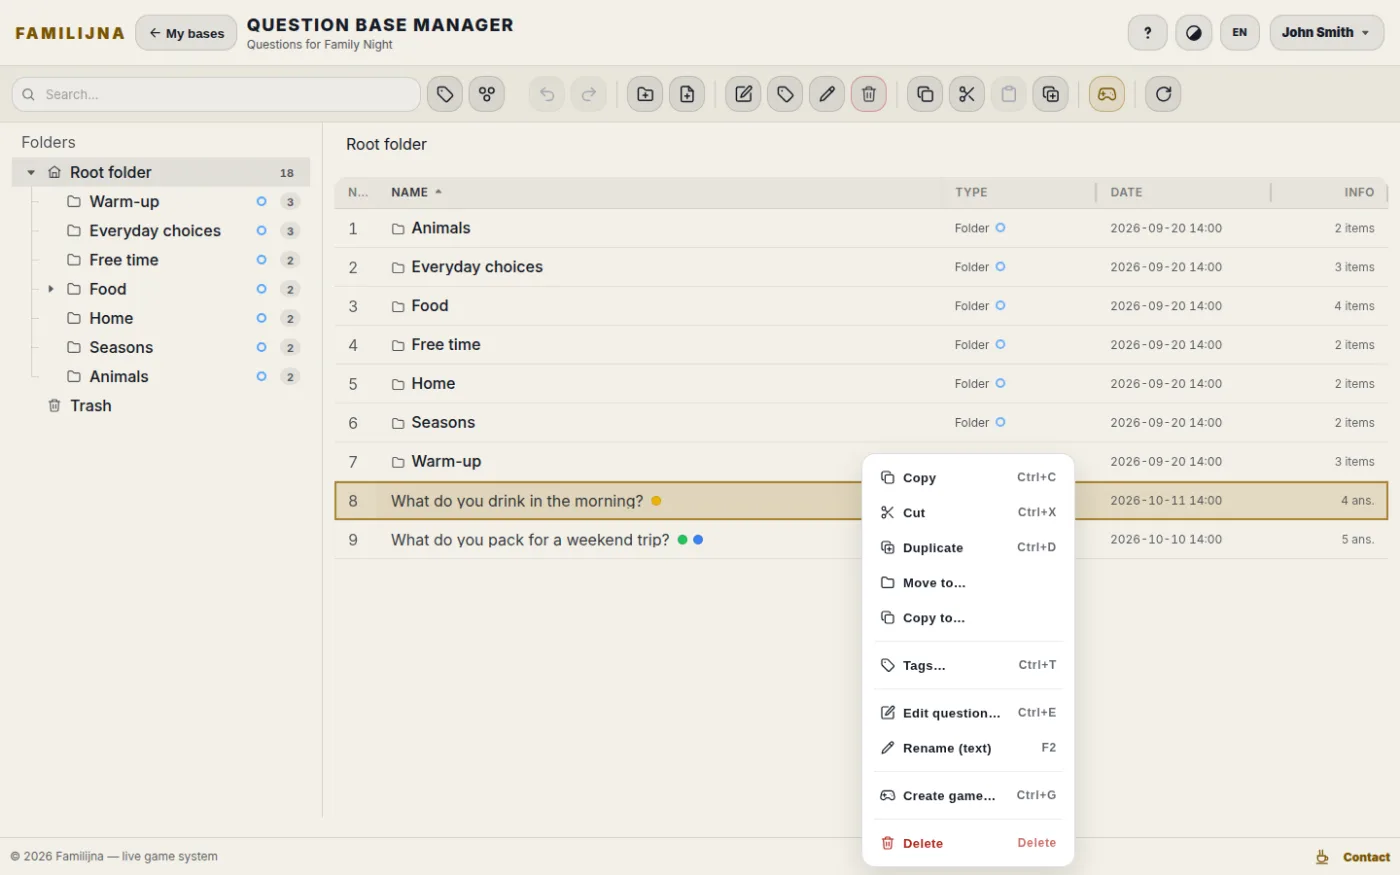 FAMILIJNA
← My bases
QUESTION BASE MANAGER
Questions for Family Night
?
EN
John Smith
Search...
Folders
Root folder 18
Warm-up 3
Everyday choices 3
Free time 2
Food 2
Home 2
Seasons 2
Animals 2
Trash
Root folder
N... NAME TYPE DATE INFO
1 Animals Folder 2026-09-20 14:00 2 items
2 Everyday choices Folder 2026-09-20 14:00 3 items
3 Food Folder 2026-09-20 14:00 4 items
4 Free time Folder 2026-09-20 14:00 2 items
5 Home Folder 2026-09-20 14:00 2 items
6 Seasons Folder 2026-09-20 14:00 2 items
7 Warm-up 2026-09-20 14:00 3 items
8 What do you drink in the morning? 2026-10-11 14:00 4 ans.
9 What do you pack for a weekend trip? 2026-10-10 14:00 5 ans.
Copy Ctrl+C
Cut Ctrl+X
Duplicate Ctrl+D
Move to...
Copy to...
Tags... Ctrl+T
Edit question... Ctrl+E
Rename (text) F2
Create game... Ctrl+G
Delete Delete
© 2026 Familijna — live game system
Contact